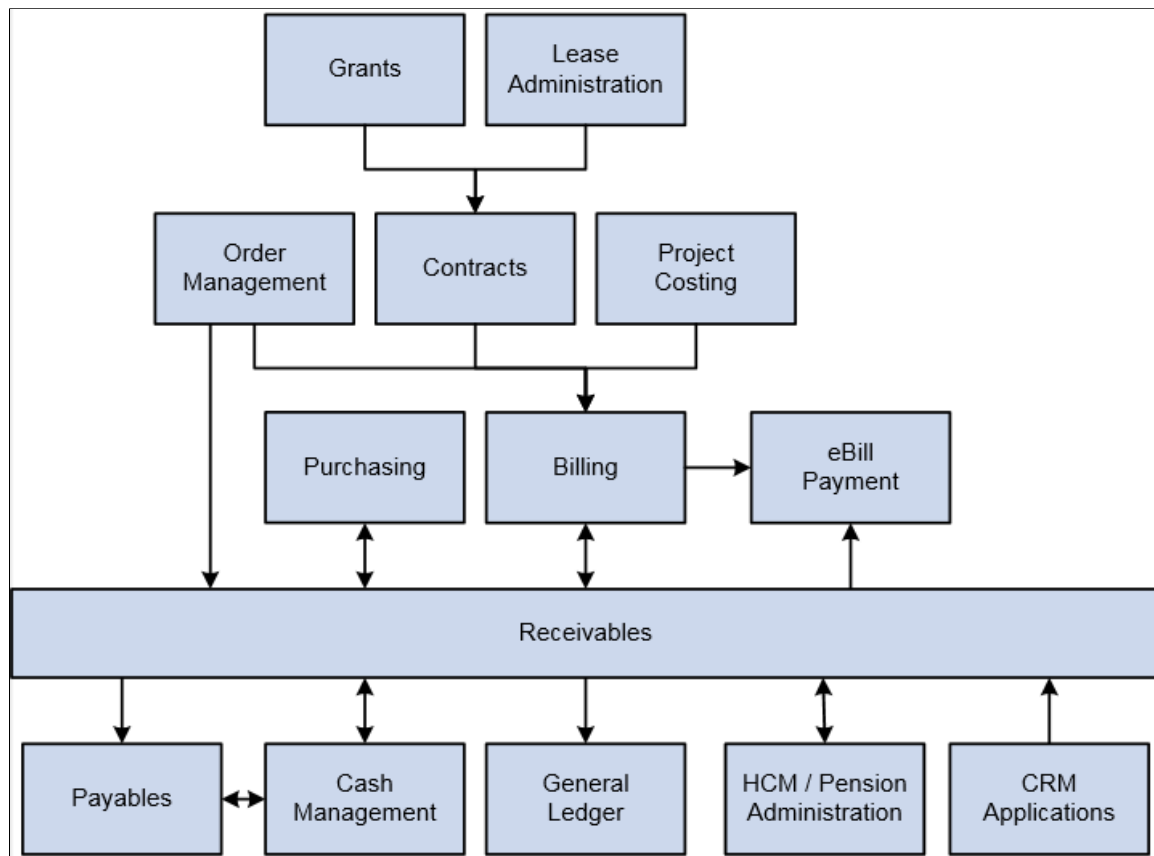 Grants
Lease
Administration
Order
Management
Contracts
Project
Costing
Purchasing
Billing
eBill
Payment
Receivables
Payables
Cash
Management
General
Ledger
HCM / Pension
Administration
CRM
Applications